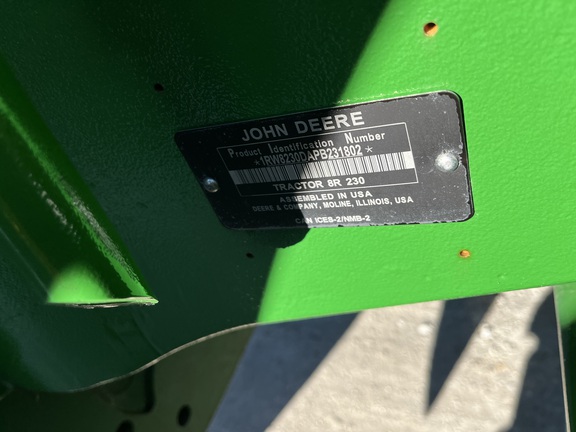 JOHN DEERE
Product Identification Number
*1RW8230DAPB231802*
TRACTOR 8R 230
ASSEMBLED IN USA
DEERE & COMPANY, MOLINE, ILLINOIS, USA
CAN ICES-2/NMB-2